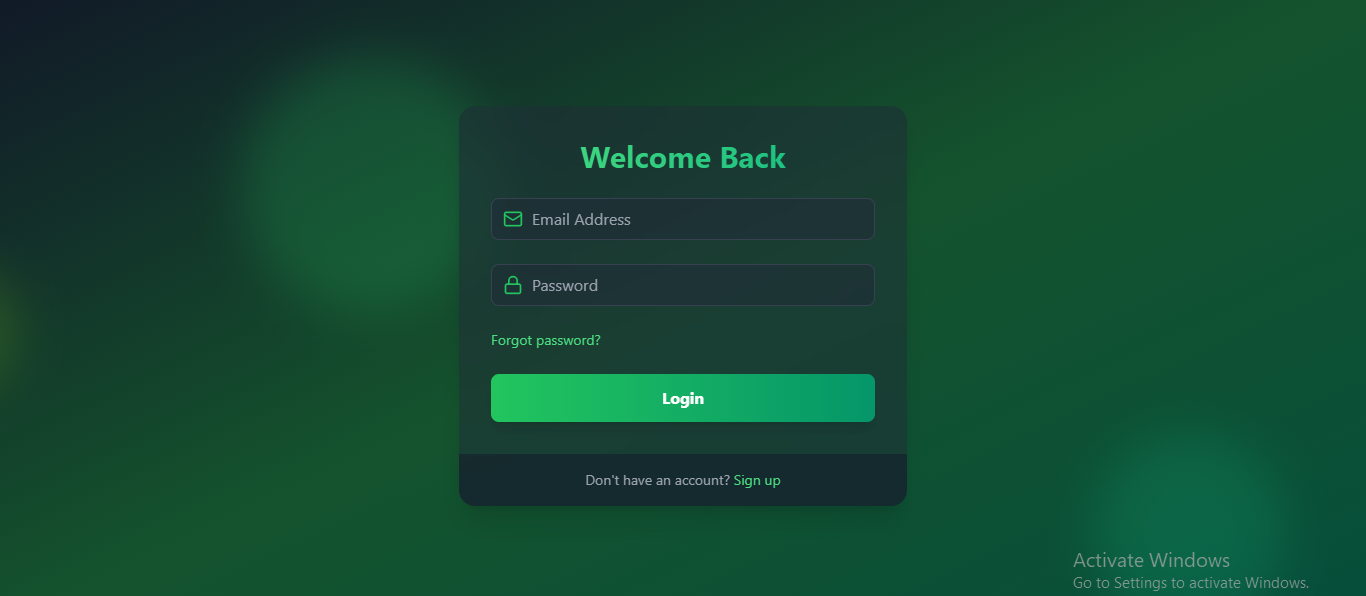 Welcome Back
Email Address
Password
Forgot password?
Login
Don't have an account? Sign up
Activate Windows
Go to Settings to activate Windows.